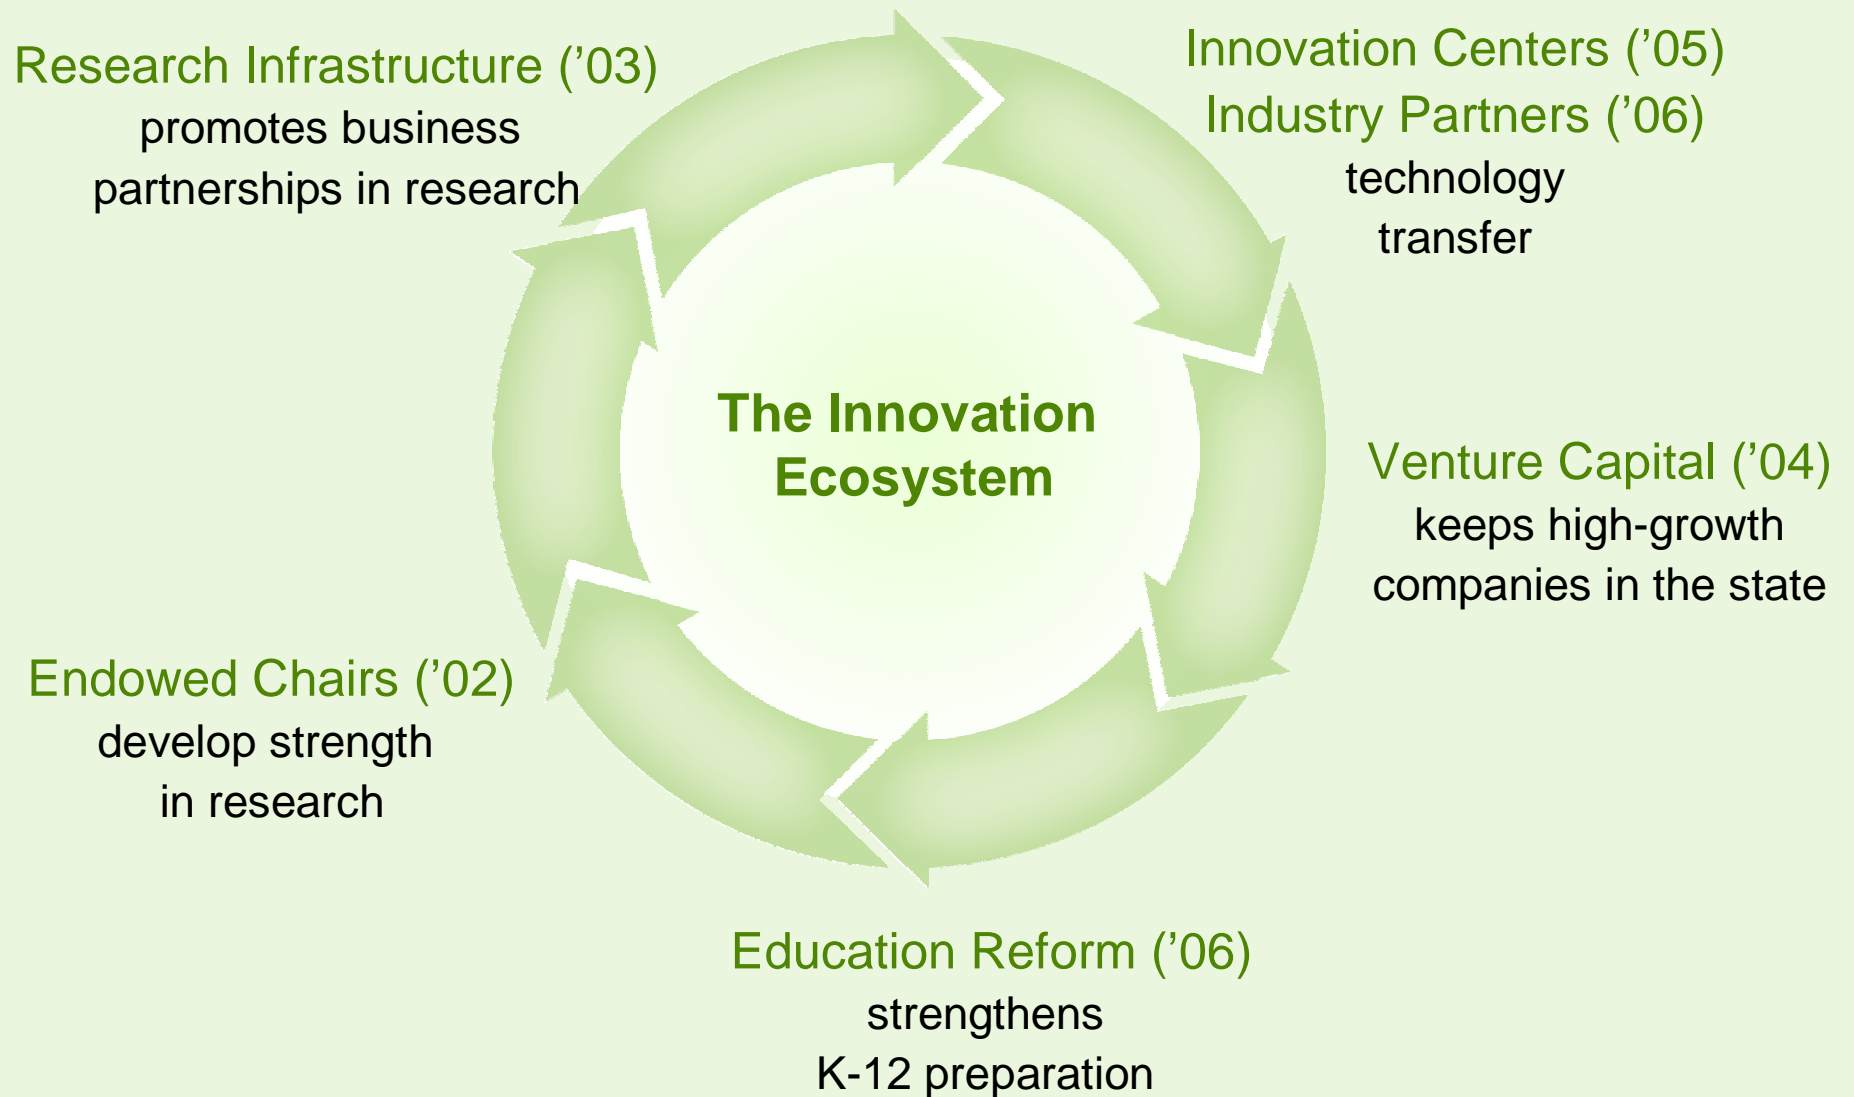 Research Infrastructure (’03)
promotes business
partnerships in research
Innovation Centers (’05)
Industry Partners (’06)
technology
transfer
The Innovation
Ecosystem
Venture Capital (’04)
keeps high-growth
companies in the state
Endowed Chairs (’02)
develop strength
in research
Education Reform (’06)
strengthens
K-12 preparation